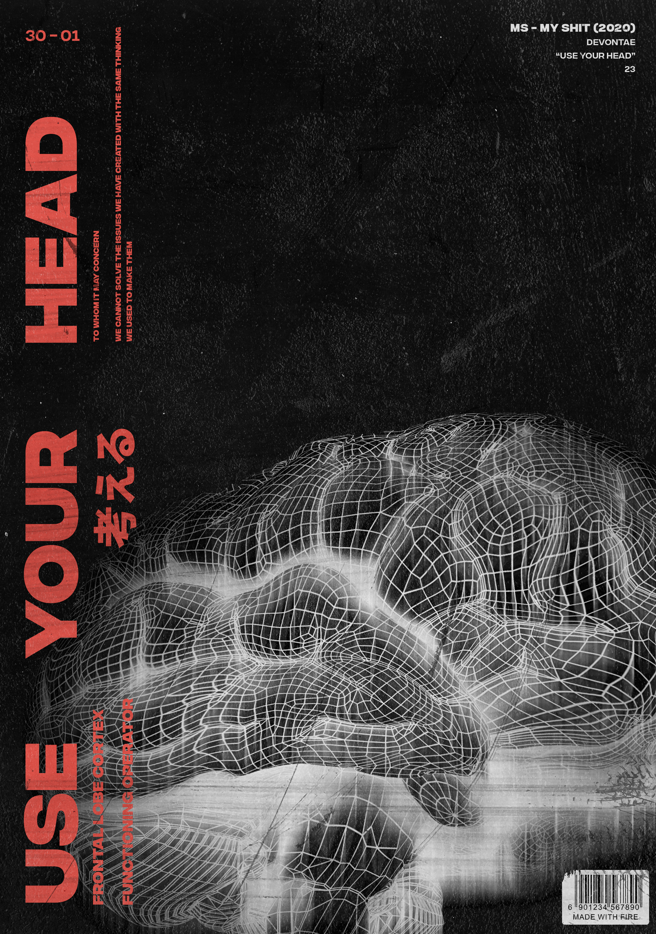 30 – 01
MS – MY SHIT (2020)
DEVONTAE
“USE YOUR HEAD”
23
USE YOUR HEAD
TO WHOM IT MAY CONCERN
WE CANNOT SOLVE THE ISSUES WE HAVE CREATED WITH THE SAME THINKING
WE USED TO MAKE THEM
考える
FRONTAL LOBE CORTEX
FUNCTIONING OPERATOR
6 901234 567890
MADE WITH FIRE